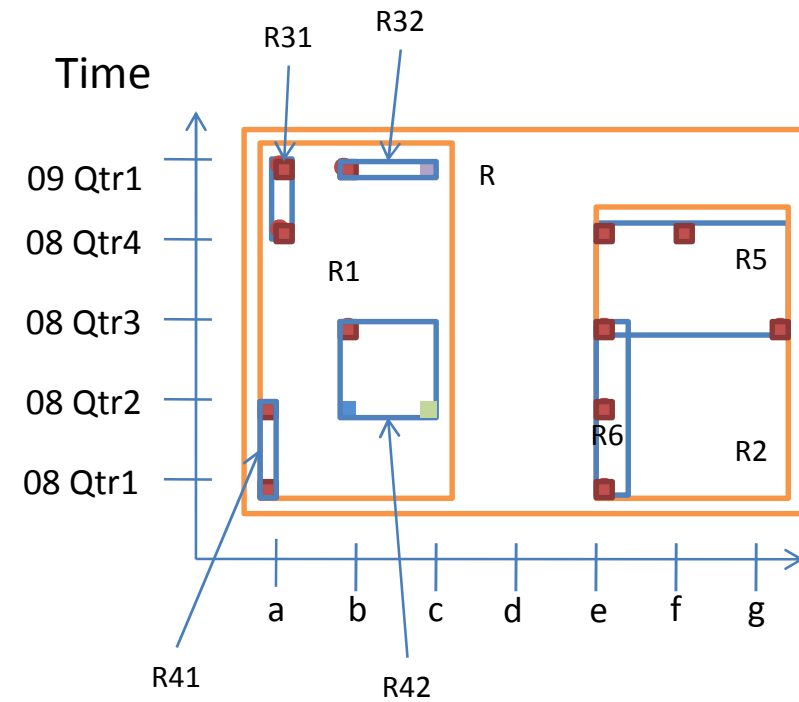 R31
R32
Time
09 Qtr1
R
08 Qtr4
R5
R1
08 Qtr3
08 Qtr2
R6
R2
08 Qtr1
a b c d e f g
R41
R42